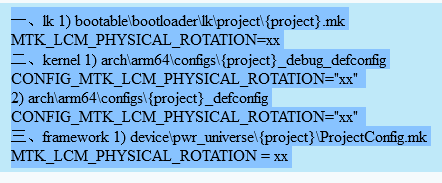 一、lk 1) bootable\bootloader\lk\project\{project}.mk
MTK_LCM_PHYSICAL_ROTATION=xx
二、kernel 1) arch\arm64\configs\{project}_debug_defconfig
CONFIG_MTK_LCM_PHYSICAL_ROTATION="xx"
2) arch\arm64\configs\{project}_defconfig
CONFIG_MTK_LCM_PHYSICAL_ROTATION="xx"
三、framework 1) device\pwr_universe\{project}\ProjectConfig.mk
MTK_LCM_PHYSICAL_ROTATION = xx